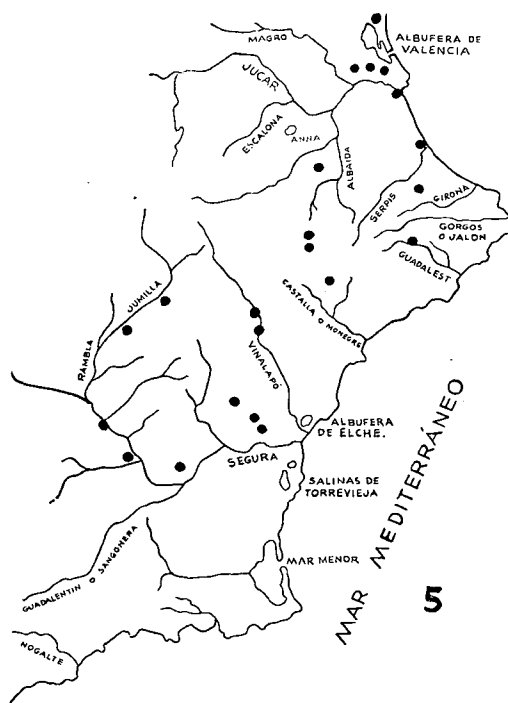 ALBUFERA DE
VALENCIA
MAGRO
JUCAR
ESCALONA
ANNA
ALBAIDA
SERPIS
GIRONA
GORGOS
O JALON
GUADALEST
CASTALLA O MONEGRE
JUMILLA
RAMBLA
VINALAPÓ
ALBUFERA
DE ELCHE.
SEGURA
SALINAS DE
TORREVIEJA
MAR MENOR
GUADALENTIN O SANGONERA
NOGALTE
MAR MEDITERRÁNEO
5